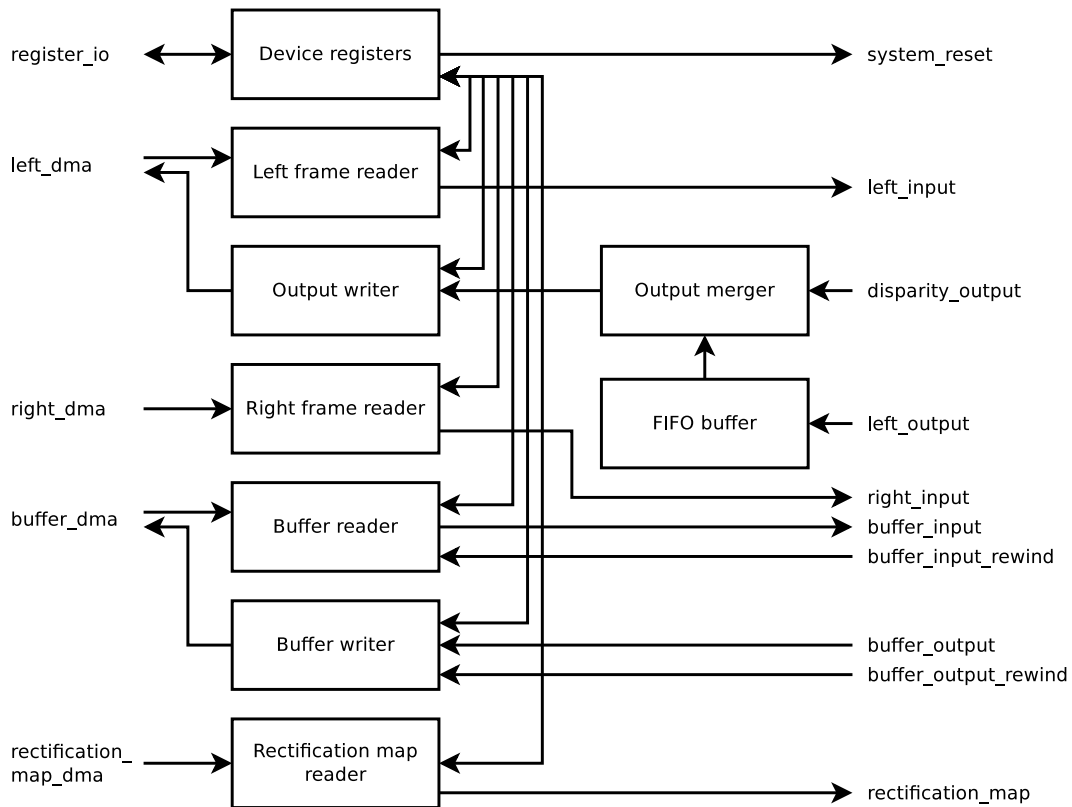 register_io
Device registers
system_reset
left_dma
Left frame reader
left_input
Output writer
Output merger
disparity_output
right_dma
Right frame reader
FIFO buffer
left_output
right_input
buffer_dma
Buffer reader
buffer_input
buffer_input_rewind
Buffer writer
buffer_output
buffer_output_rewind
rectification_
map_dma
Rectification map
reader
rectification_map